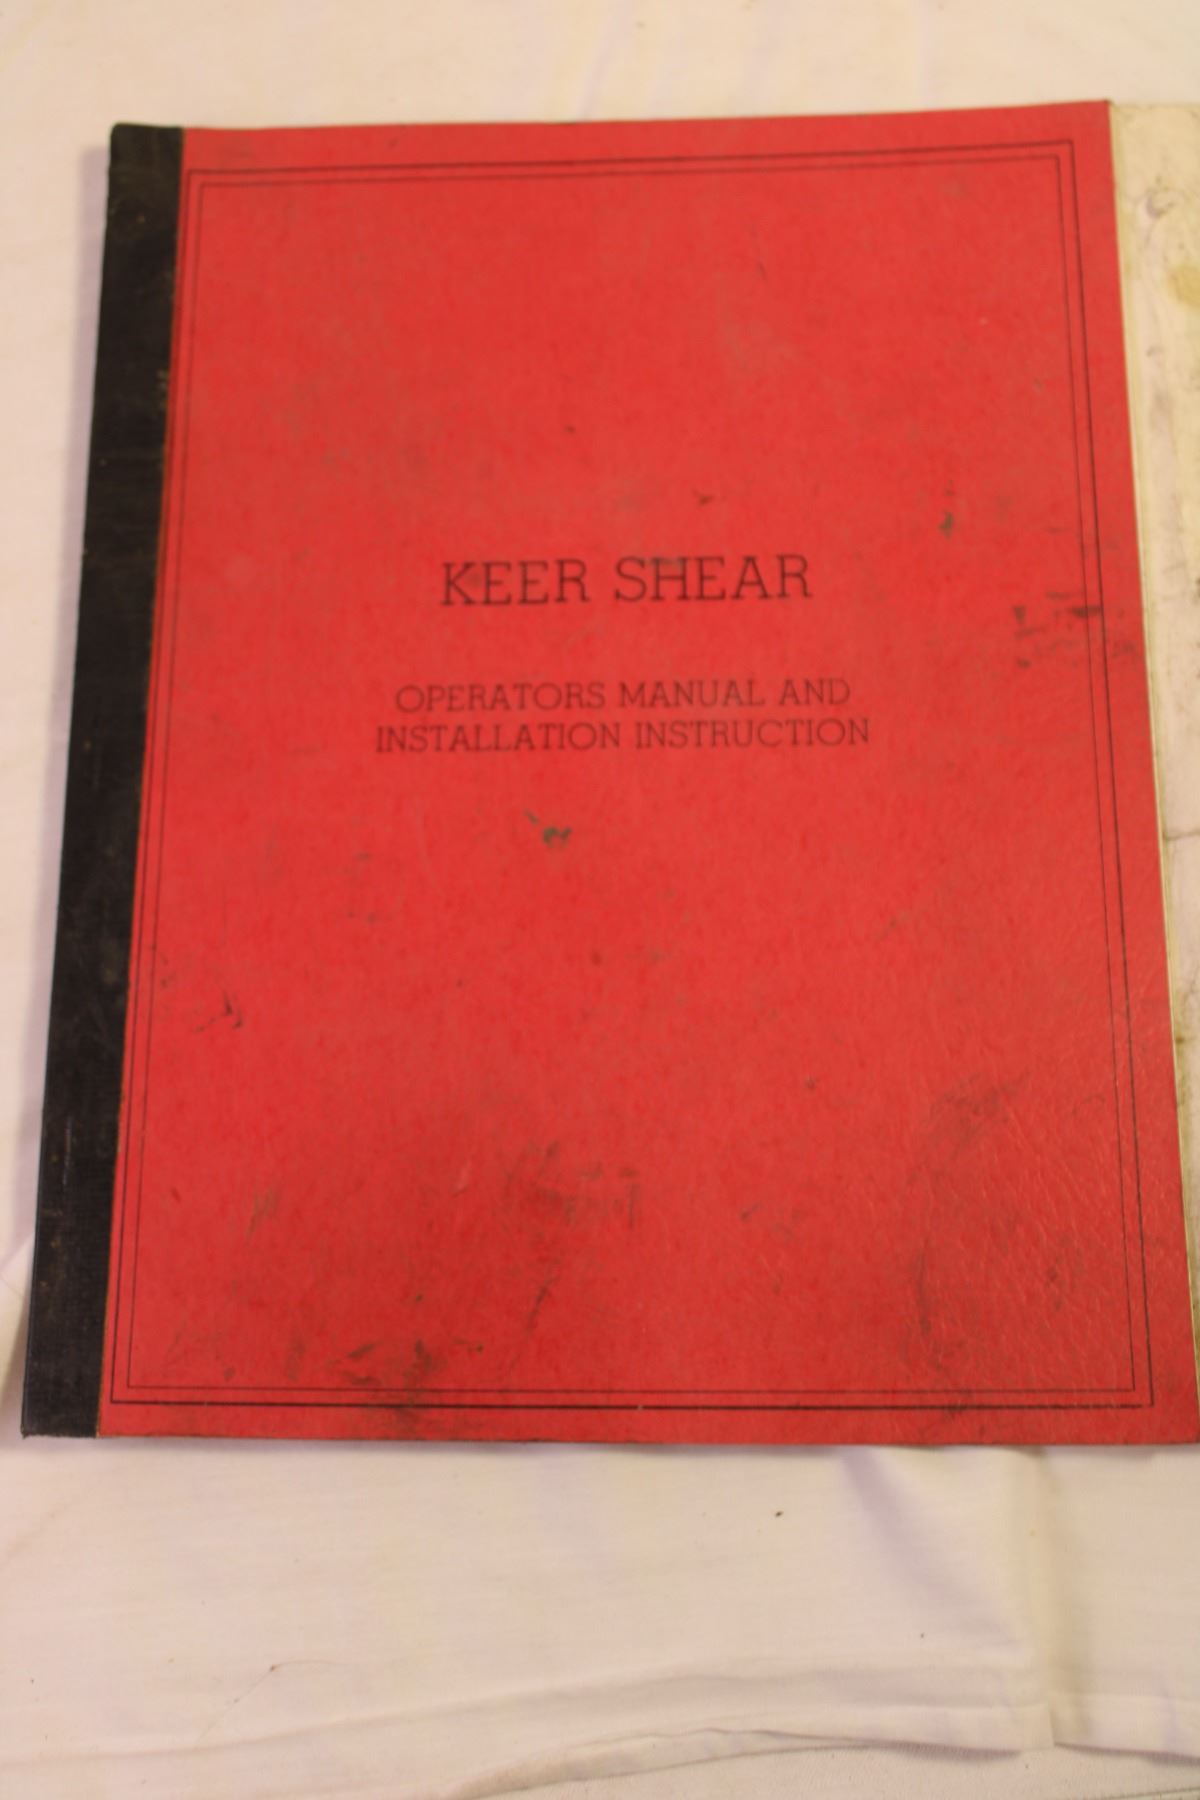 KEER SHEAR
OPERATORS MANUAL AND
INSTALLATION INSTRUCTION